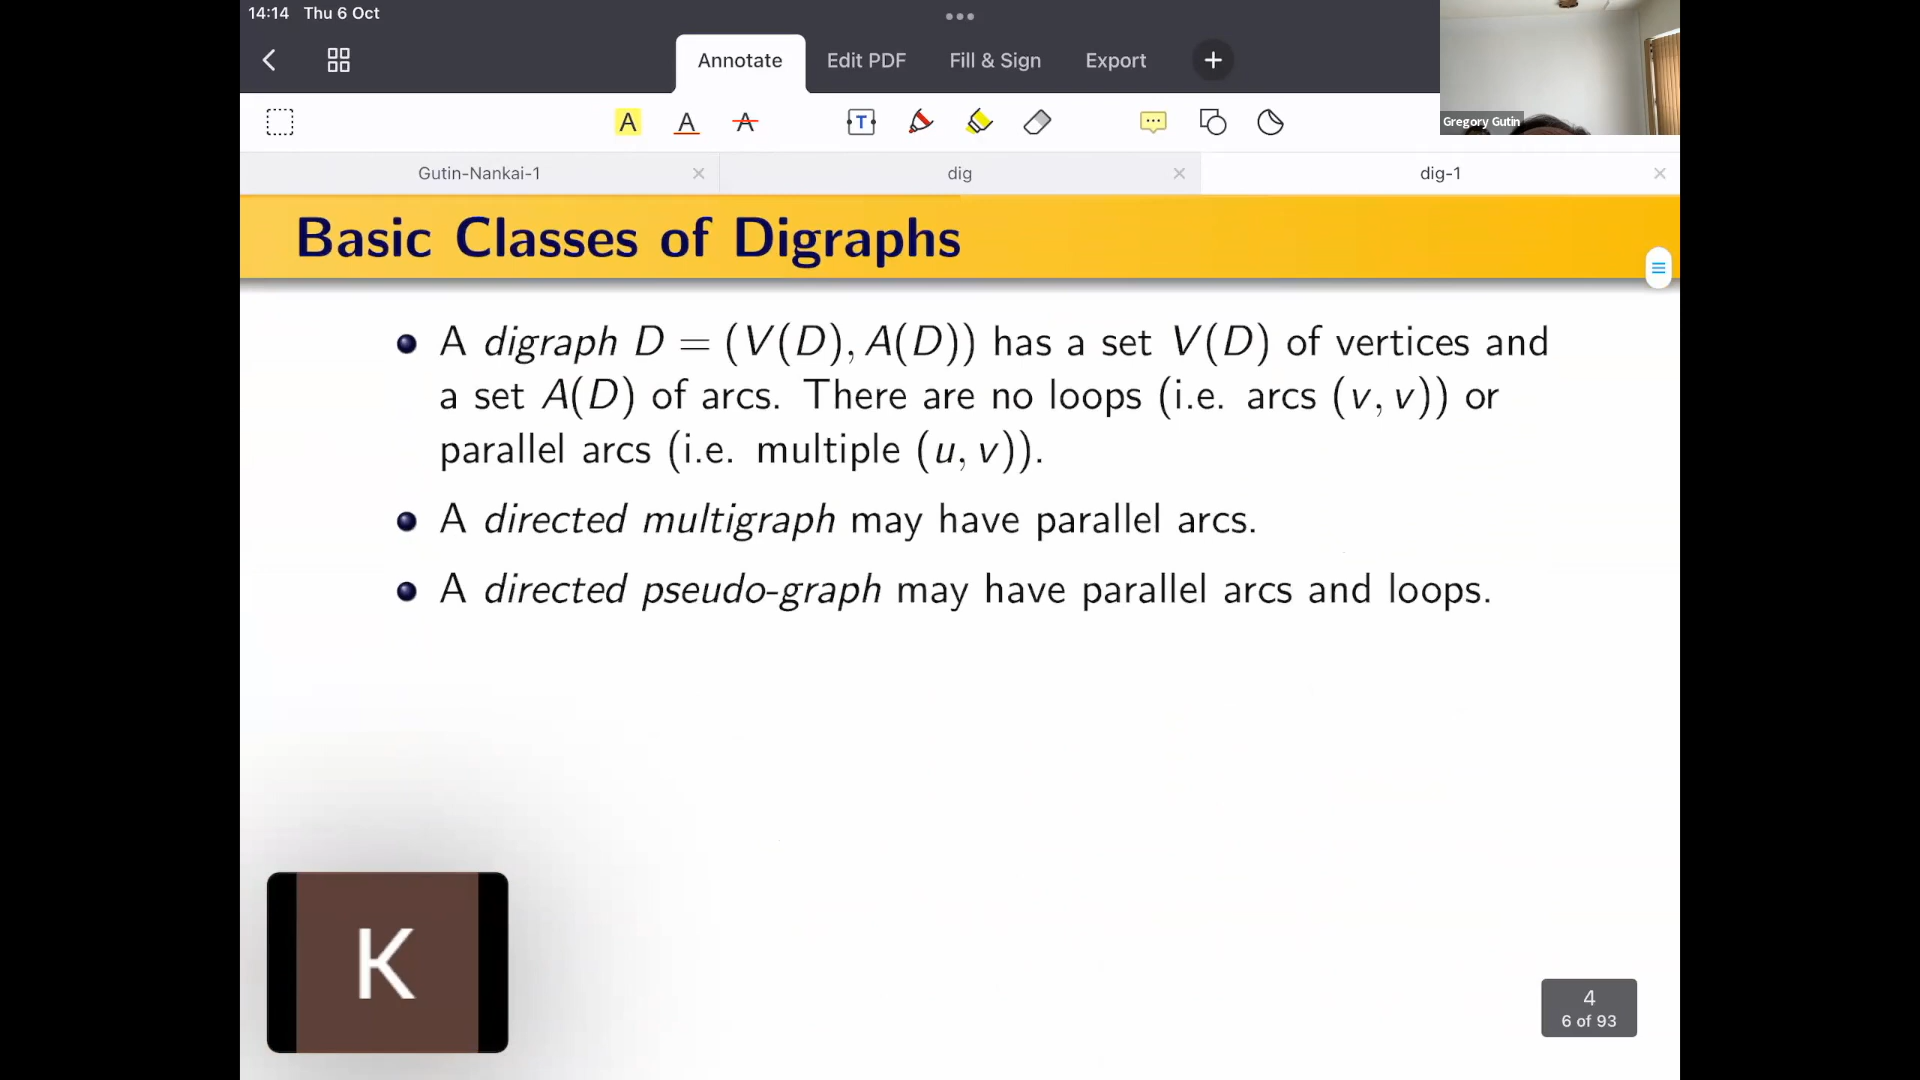 14:14 Thu 6 Oct
Annotate Edit PDF Fill & Sign Export +
A A A T
Gregory Gutin
Gutin-Nankai-1 × dig × dig-1 ×
Basic Classes of Digraphs
A digraph D = (V(D), A(D)) has a set V(D) of vertices and
a set A(D) of arcs. There are no loops (i.e. arcs (v, v)) or
parallel arcs (i.e. multiple (u, v)).
A directed multigraph may have parallel arcs.
A directed pseudo-graph may have parallel arcs and loops.
K
4
6 of 93